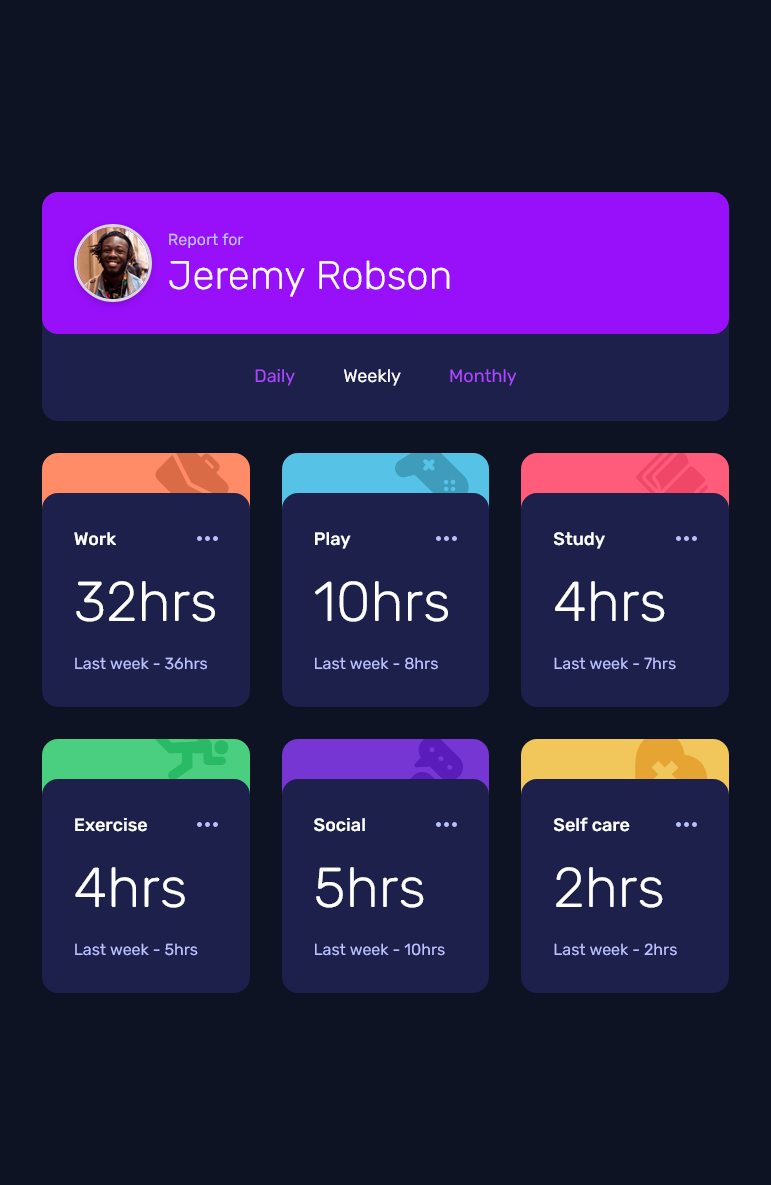 Report for
Jeremy Robson
Daily Weekly Monthly
Work
32hrs
Last week - 36hrs
Play
10hrs
Last week - 8hrs
Study
4hrs
Last week - 7hrs
Exercise
4hrs
Last week - 5hrs
Social
5hrs
Last week - 10hrs
Self care
2hrs
Last week - 2hrs